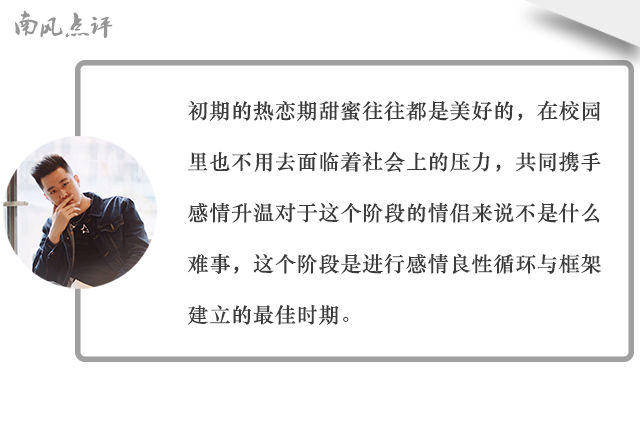 南风点评
初期的热恋期甜蜜往往都是美好的，在校园
里也不用去面临着社会上的压力，共同携手
感情升温对于这个阶段的情侣来说不是什么
难事，这个阶段是进行感情良性循环与框架
建立的最佳时期。